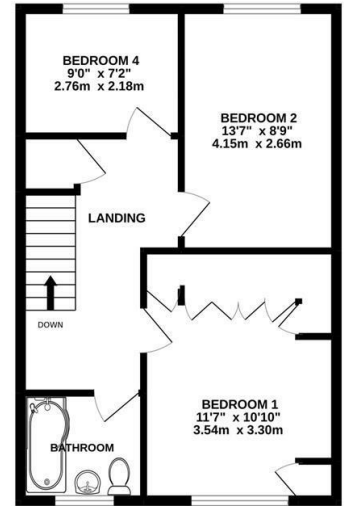 BEDROOM 4
9'0" x 7'2"
2.76m x 2.18m
BEDROOM 2
13'7" x 8'9"
4.15m x 2.66m
LANDING
DOWN
BEDROOM 1
11'7" x 10'10"
3.54m x 3.30m
BATHROOM